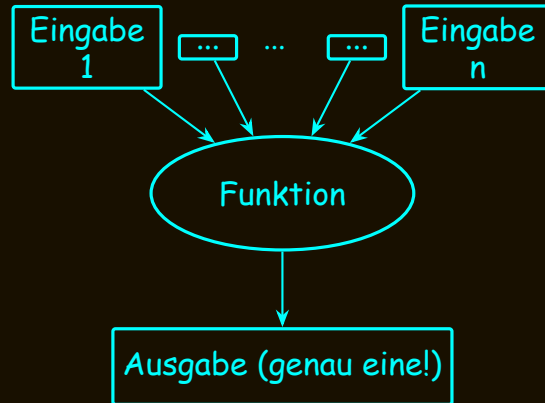 Eingabe
1
...
...
...
Eingabe
n
Funktion
Ausgabe (genau eine!)